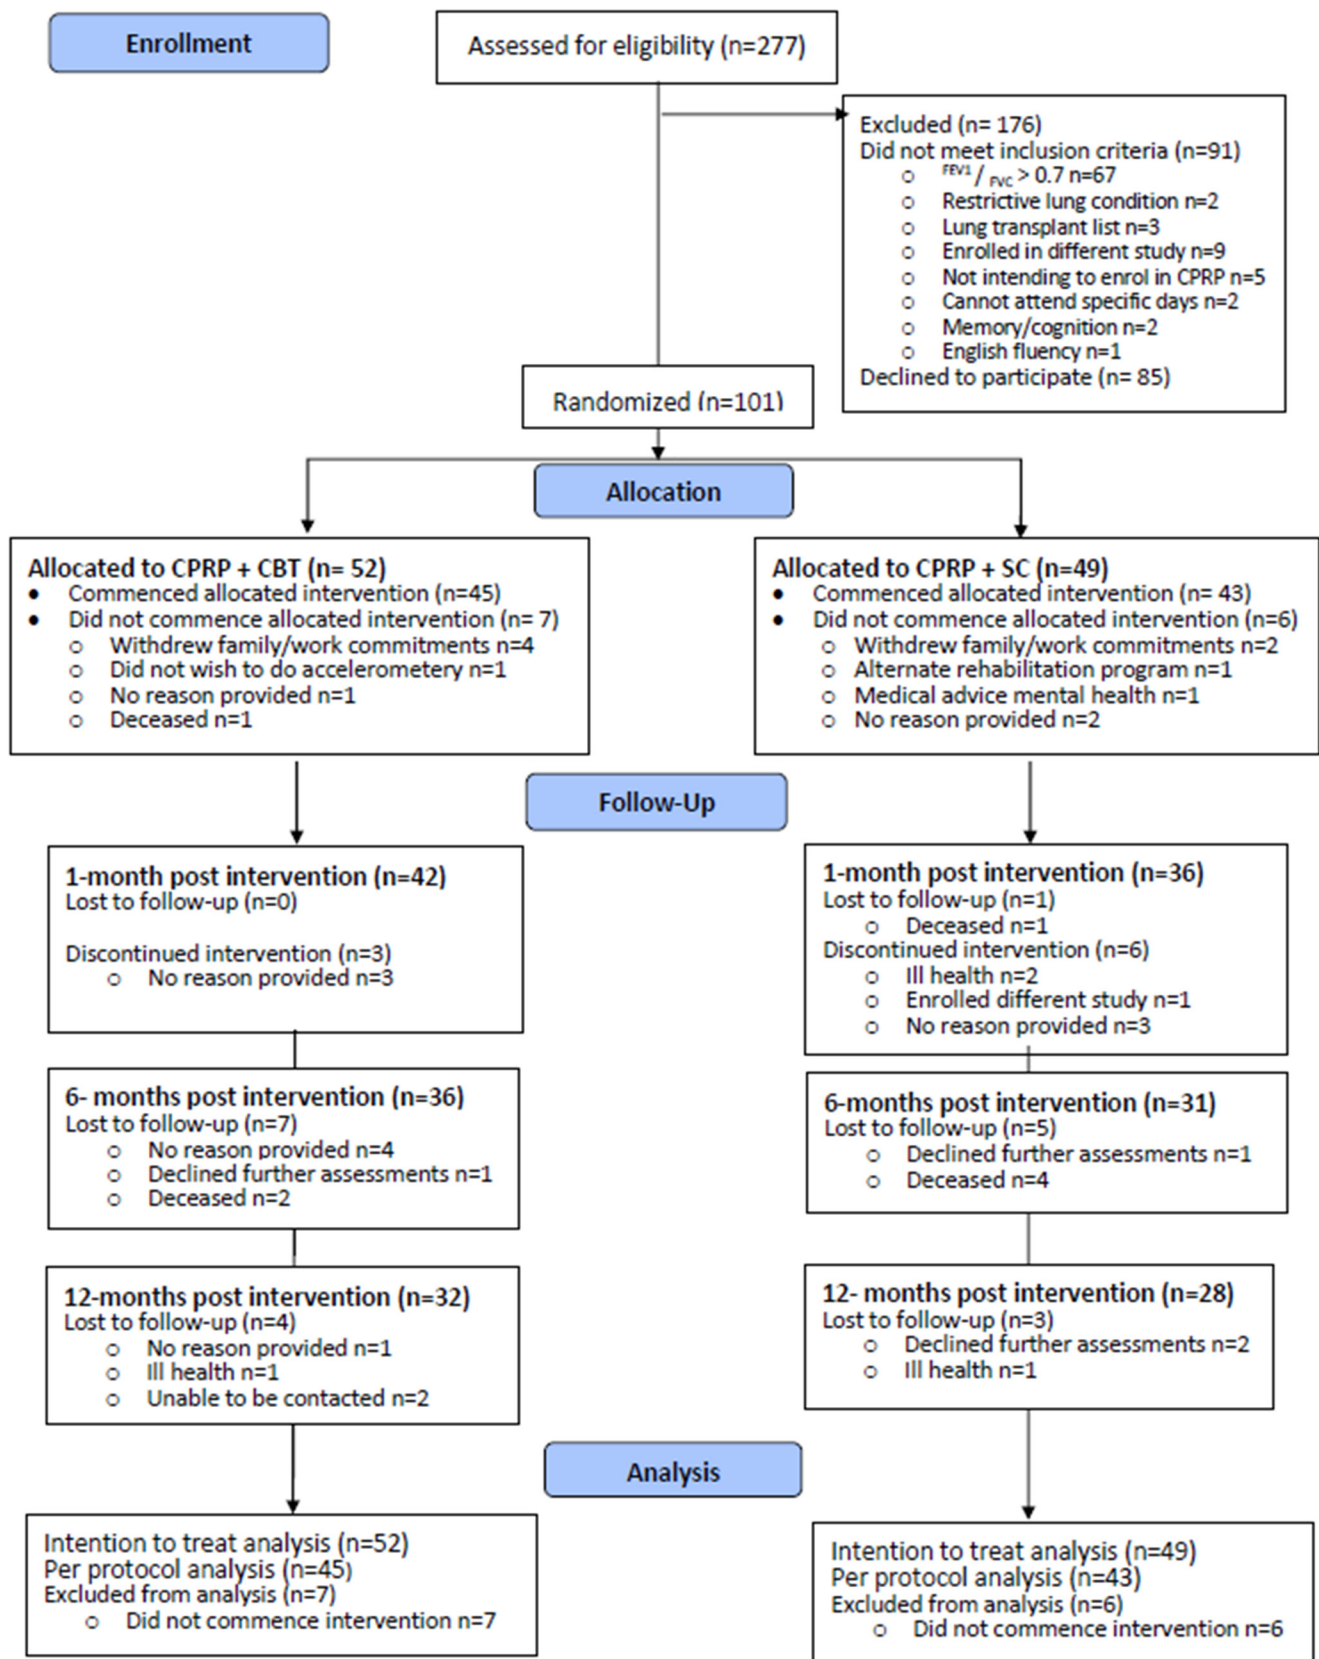 Enrollment
Assessed for eligibility (n=277)
Excluded (n= 176)
Did not meet inclusion criteria (n=91)
o FEV1 / FVC > 0.7 n=67
o Restrictive lung condition n=2
o Lung transplant list n=3
o Enrolled in different study n=9
o Not intending to enrol in CPRP n=5
o Cannot attend specific days n=2
o Memory/cognition n=2
o English fluency n=1
Declined to participate (n= 85)
Randomized (n=101)
Allocation
Allocated to CPRP + CBT (n= 52)
• Commenced allocated intervention (n=45)
• Did not commence allocated intervention (n= 7)
o Withdrew family/work commitments n=4
o Did not wish to do accelerometery n=1
o No reason provided n=1
o Deceased n=1
Allocated to CPRP + SC (n=49)
• Commenced allocated intervention (n= 43)
• Did not commence allocated intervention (n=6)
o Withdrew family/work commitments n=2
o Alternate rehabilitation program n=1
o Medical advice mental health n=1
o No reason provided n=2
Follow-Up
1-month post intervention (n=42)
Lost to follow-up (n=0)
Discontinued intervention (n=3)
o No reason provided n=3
1-month post intervention (n=36)
Lost to follow-up (n=1)
o Deceased n=1
Discontinued intervention (n=6)
o Ill health n=2
o Enrolled different study n=1
o No reason provided n=3
6- months post intervention (n=36)
Lost to follow-up (n=7)
o No reason provided n=4
o Declined further assessments n=1
o Deceased n=2
6-months post intervention (n=31)
Lost to follow-up (n=5)
o Declined further assessments n=1
o Deceased n=4
12-months post intervention (n=32)
Lost to follow-up (n=4)
o No reason provided n=1
o Ill health n=1
o Unable to be contacted n=2
12- months post intervention (n=28)
Lost to follow-up (n=3)
o Declined further assessments n=2
o Ill health n=1
Analysis
Intention to treat analysis (n=52)
Per protocol analysis (n=45)
Excluded from analysis (n=7)
o Did not commence intervention n=7
Intention to treat analysis (n=49)
Per protocol analysis (n=43)
Excluded from analysis (n=6)
o Did not commence intervention n=6